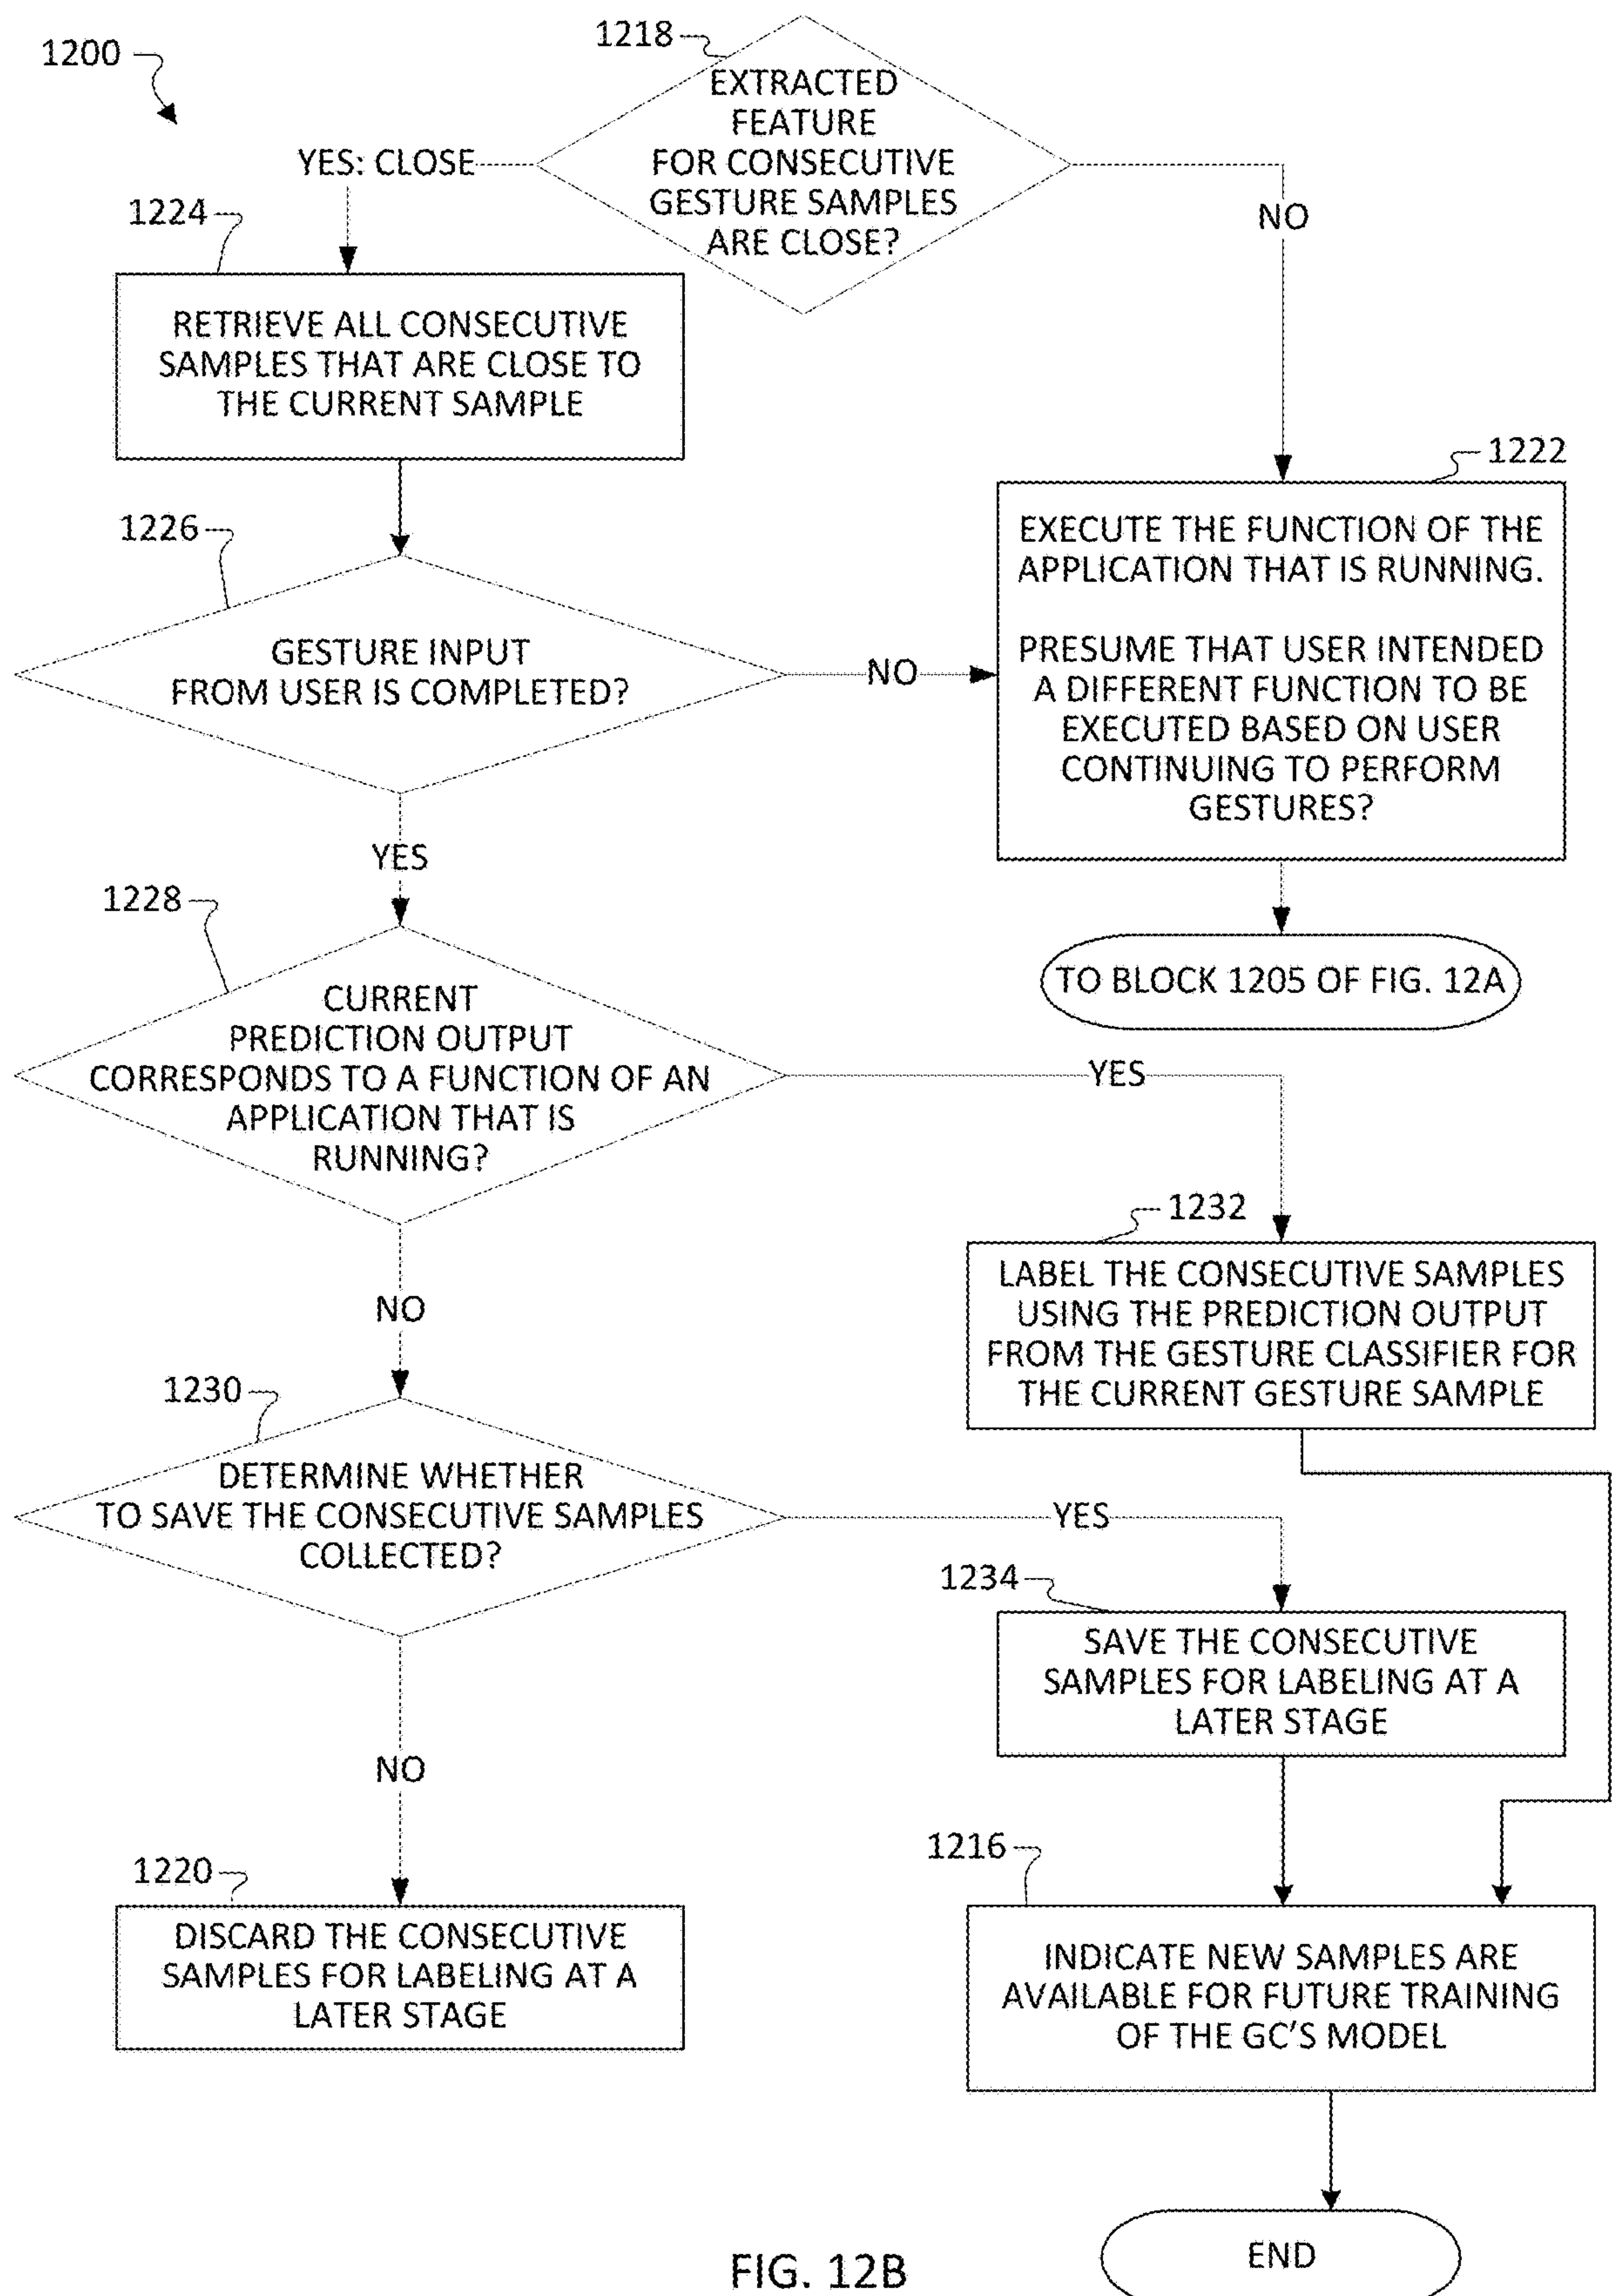 1200
1218
EXTRACTED
FEATURE
FOR CONSECUTIVE
GESTURE SAMPLES
ARE CLOSE?
YES: CLOSE
NO
1224
RETRIEVE ALL CONSECUTIVE
SAMPLES THAT ARE CLOSE TO
THE CURRENT SAMPLE
1222
EXECUTE THE FUNCTION OF THE
APPLICATION THAT IS RUNNING.
PRESUME THAT USER INTENDED
A DIFFERENT FUNCTION TO BE
EXECUTED BASED ON USER
CONTINUING TO PERFORM
GESTURES?
1226
GESTURE INPUT
FROM USER IS COMPLETED?
NO
YES
TO BLOCK 1205 OF FIG. 12A
1228
CURRENT
PREDICTION OUTPUT
CORRESPONDS TO A FUNCTION OF AN
APPLICATION THAT IS
RUNNING?
YES
NO
1232
LABEL THE CONSECUTIVE SAMPLES
USING THE PREDICTION OUTPUT
FROM THE GESTURE CLASSIFIER FOR
THE CURRENT GESTURE SAMPLE
1230
DETERMINE WHETHER
TO SAVE THE CONSECUTIVE SAMPLES
COLLECTED?
YES
NO
1234
SAVE THE CONSECUTIVE
SAMPLES FOR LABELING AT A
LATER STAGE
1220
DISCARD THE CONSECUTIVE
SAMPLES FOR LABELING AT A
LATER STAGE
1216
INDICATE NEW SAMPLES ARE
AVAILABLE FOR FUTURE TRAINING
OF THE GC'S MODEL
END
FIG. 12B